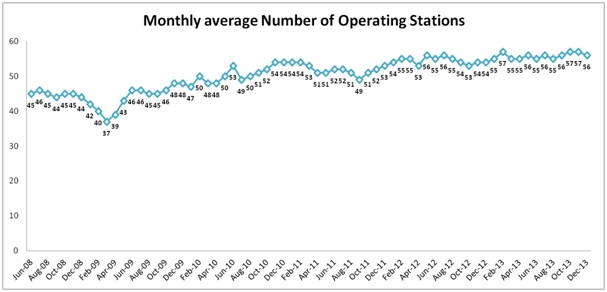 Monthly average Number of Operating Stations
60
50
40
30
20
10
0
45 46 45 44 45 45 44 42 40 37 39 43 46 46 45 45 46 48 48 47 50 48 48 50 53 49 50 51 52 54 54 54 54 53 51 51 52 52 51 49 51 52 53 54 55 55 53 56 55 56 55 54 53 54 54 55 57 55 55 56 55 56 55 56 57 57 56
Jun-08 Aug-08 Oct-08 Dec-08 Feb-09 Apr-09 Jun-09 Aug-09 Oct-09 Dec-09 Feb-10 Apr-10 Jun-10 Aug-10 Oct-10 Dec-10 Feb-11 Apr-11 Jun-11 Aug-11 Oct-11 Dec-11 Feb-12 Apr-12 Jun-12 Aug-12 Oct-12 Dec-12 Feb-13 Apr-13 Jun-13 Aug-13 Oct-13 Dec-13